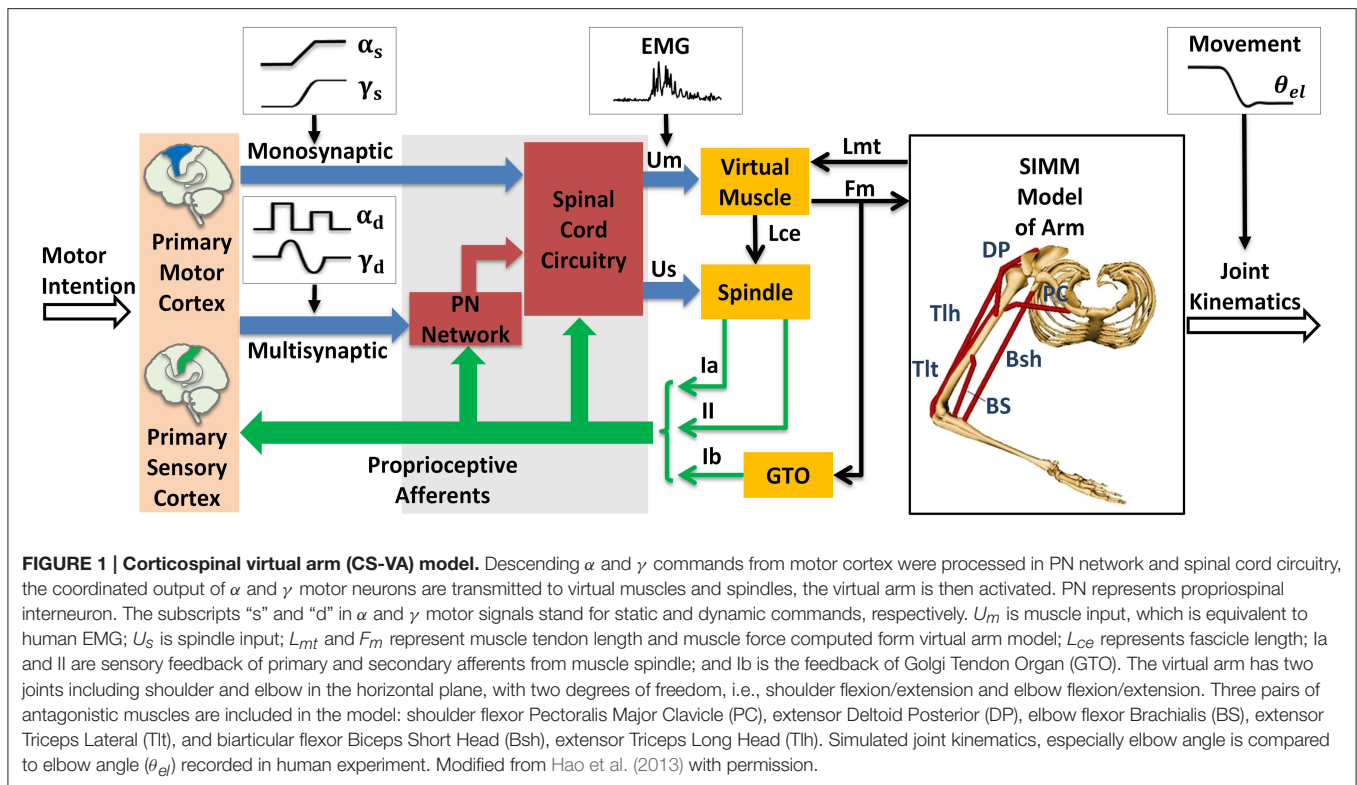 αs
γs
EMG
Movement
θel
Monosynaptic
Um
Virtual
Muscle
Lmt
Fm
SIMM
Model
of Arm
Primary
Motor
Cortex
αd
γd
Spinal
Cord
Circuitry
Lce
Motor
Intention
PN
Network
Us
Spindle
DP
PC
Joint
Kinematics
Multisynaptic
Tlh
Bsh
Tlt
BS
Ia
II
Ib
GTO
Primary
Sensory
Cortex
Proprioceptive
Afferents
FIGURE 1 | Corticospinal virtual arm (CS-VA) model. Descending α and γ commands from motor cortex were processed in PN network and spinal cord circuitry,
the coordinated output of α and γ motor neurons are transmitted to virtual muscles and spindles, the virtual arm is then activated. PN represents propriospinal
interneuron. The subscripts “s” and “d” in α and γ motor signals stand for static and dynamic commands, respectively. Um is muscle input, which is equivalent to
human EMG; Us is spindle input; Lmt and Fm represent muscle tendon length and muscle force computed form virtual arm model; Lce represents fascicle length; Ia
and II are sensory feedback of primary and secondary afferents from muscle spindle; and Ib is the feedback of Golgi Tendon Organ (GTO). The virtual arm has two
joints including shoulder and elbow in the horizontal plane, with two degrees of freedom, i.e., shoulder flexion/extension and elbow flexion/extension. Three pairs of
antagonistic muscles are included in the model: shoulder flexor Pectoralis Major Clavicle (PC), extensor Deltoid Posterior (DP), elbow flexor Brachialis (BS), extensor
Triceps Lateral (Tlt), and biarticular flexor Biceps Short Head (Bsh), extensor Triceps Long Head (Tlh). Simulated joint kinematics, especially elbow angle is compared
to elbow angle (θel) recorded in human experiment. Modified from Hao et al. (2013) with permission.